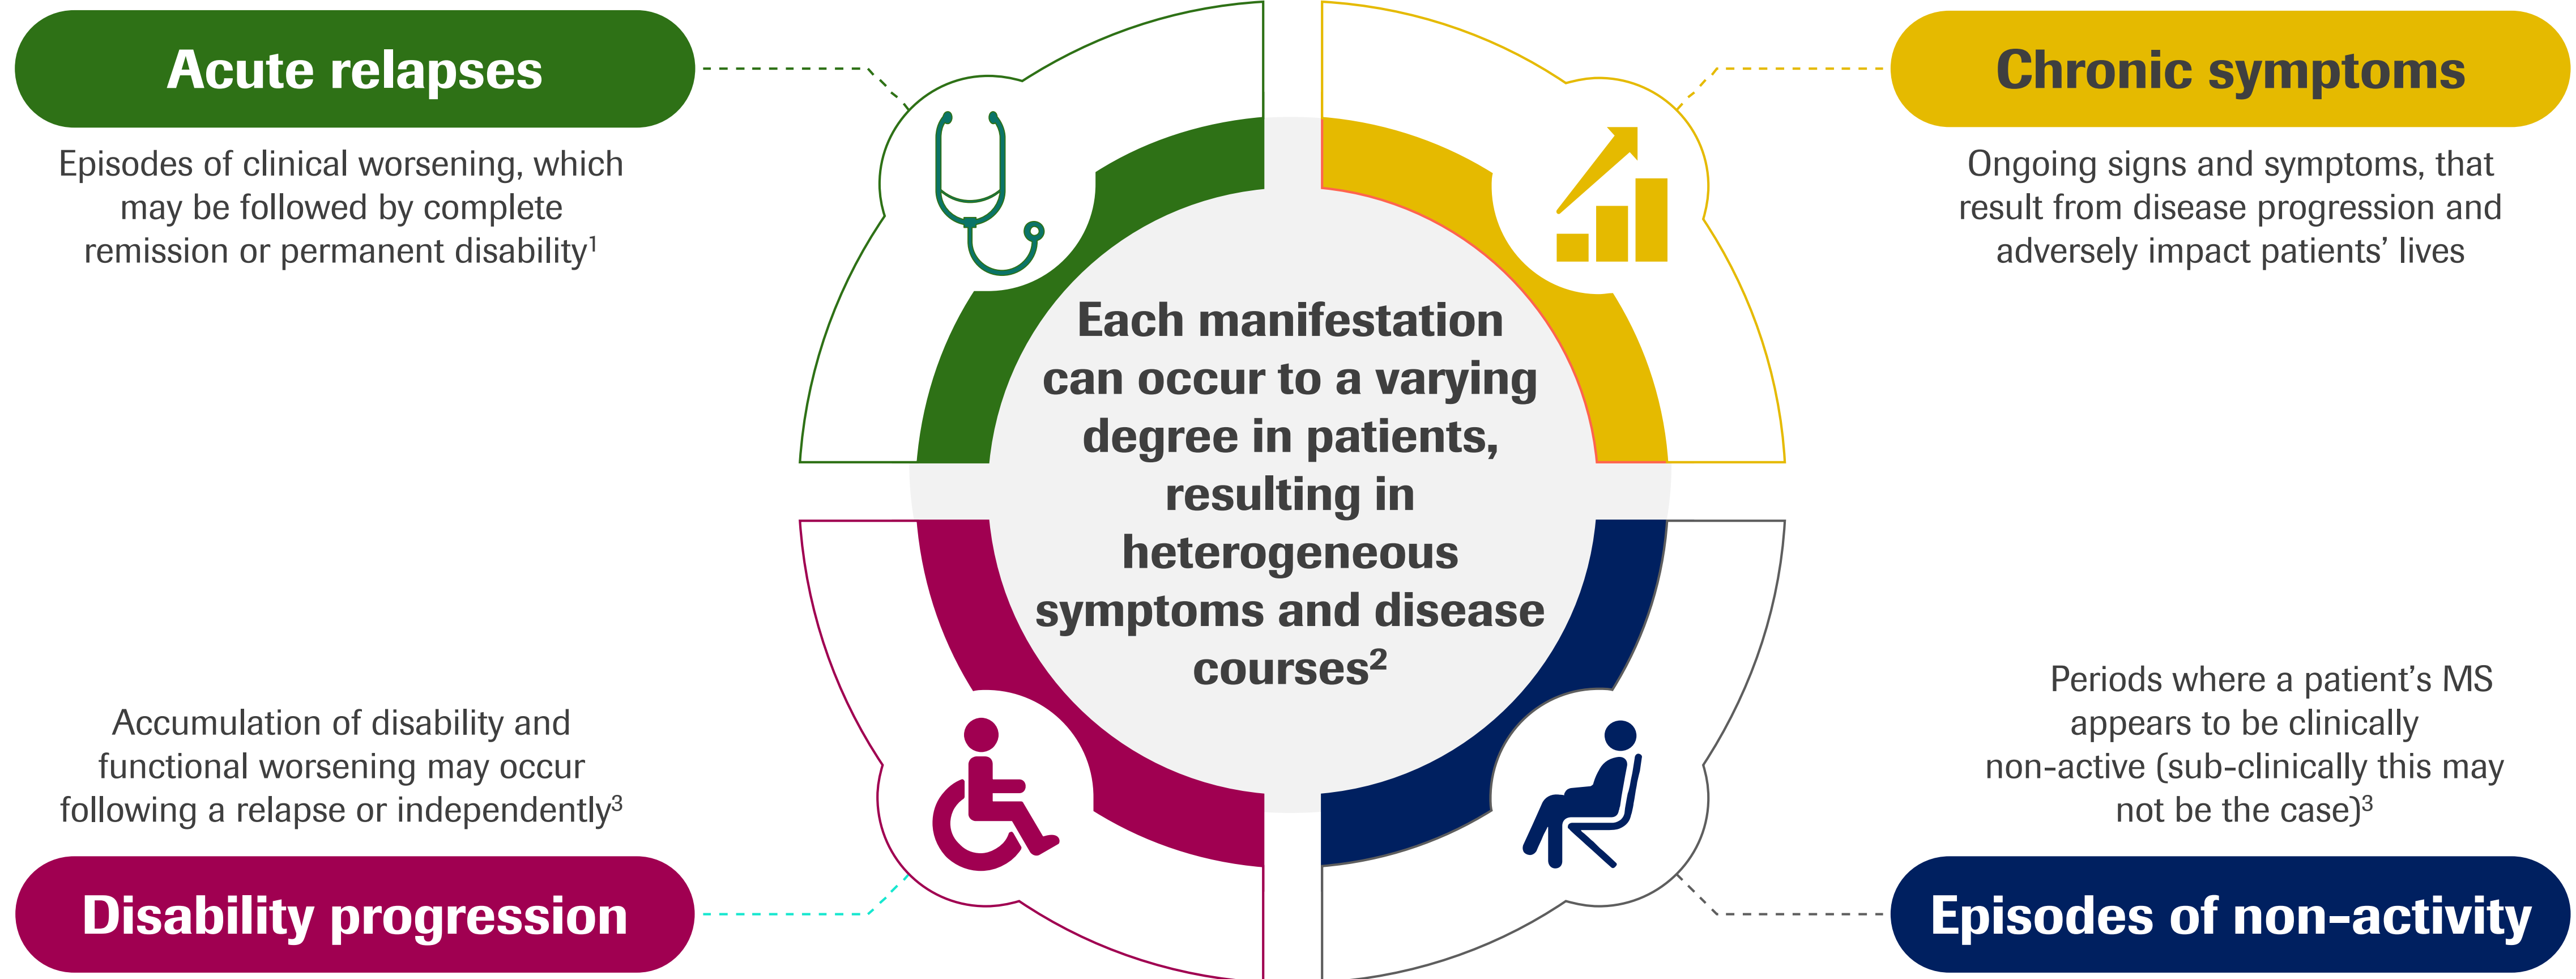 Acute relapses
Episodes of clinical worsening, which
may be followed by complete
remission or permanent disability¹
Chronic symptoms
Ongoing signs and symptoms, that
result from disease progression and
adversely impact patients’ lives
Each manifestation
can occur to a varying
degree in patients,
resulting in
heterogeneous
symptoms and disease
courses²
Accumulation of disability and
functional worsening may occur
following a relapse or independently³
Disability progression
Periods where a patient’s MS
appears to be clinically
non-active (sub-clinically this may
not be the case)³
Episodes of non-activity